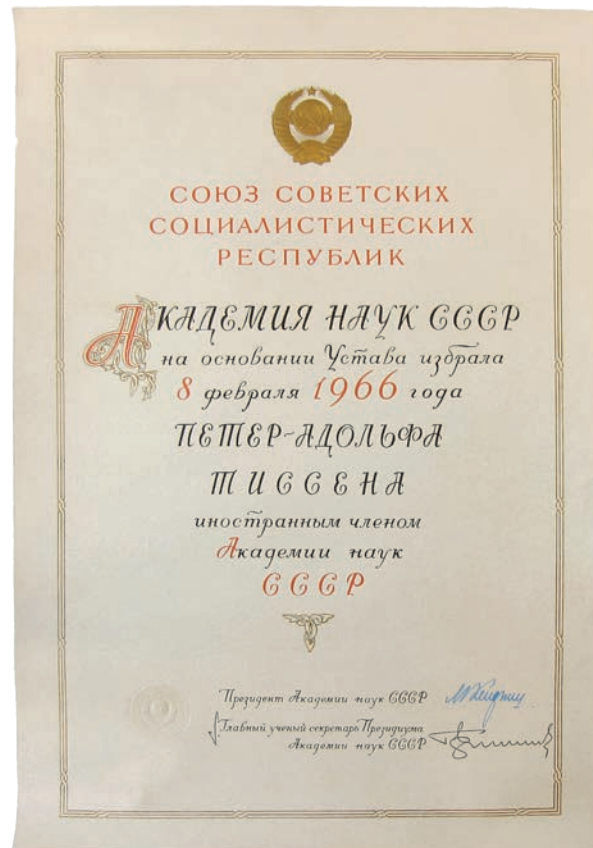 СОЮЗ СОВЕТСКИХ
СОЦИАЛИСТИЧЕСКИХ
РЕСПУБЛИК
АКАДЕМИЯ НАУК СССР
на основании Устава избрала
8 февраля 1966 года
ПЕТЕР-АДОЛЬФА
ТИССЕНА
иностранным членом
Академии наук
СССР
Президент Академии наук СССР
Главный ученый секретарь Президиума
Академии наук СССР